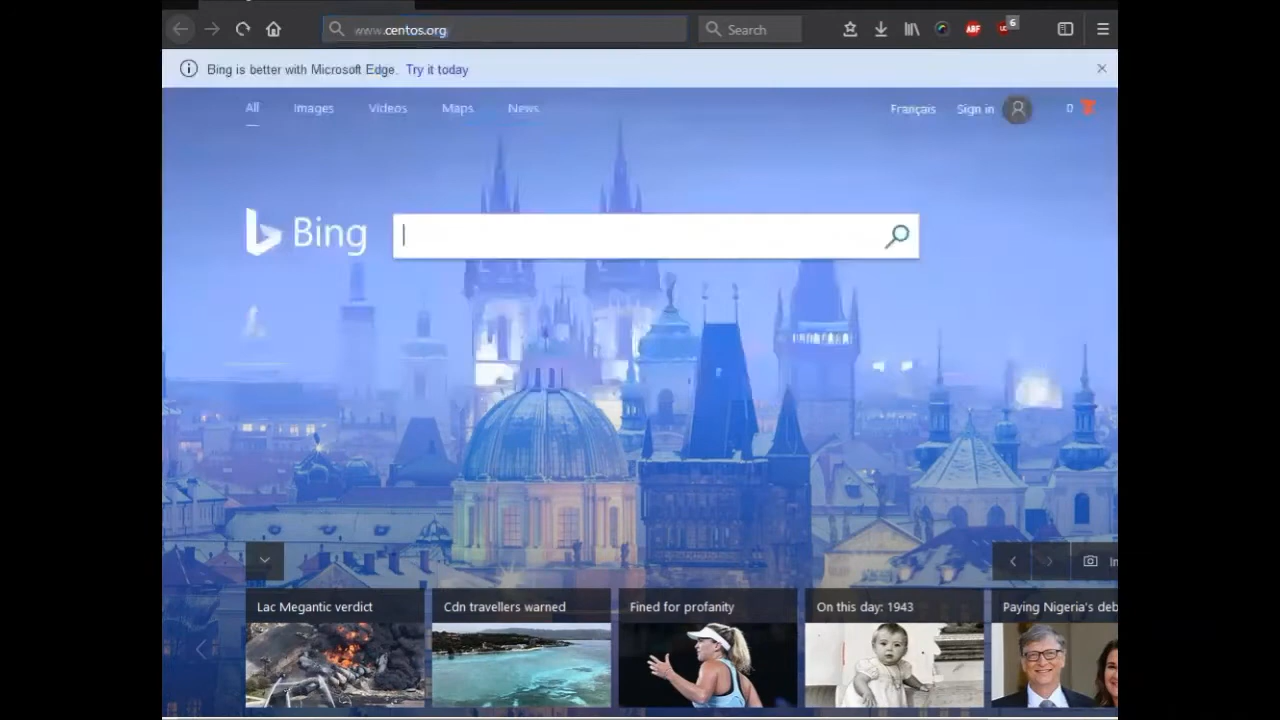 www.centos.org
Search
ABP
6
Bing is better with Microsoft Edge. Try it today
All Images Videos Maps News
Français Sign in 0
Bing
Lac Megantic verdict
Cdn travellers warned
Fined for profanity
On this day: 1943
Paying Nigeria's deb